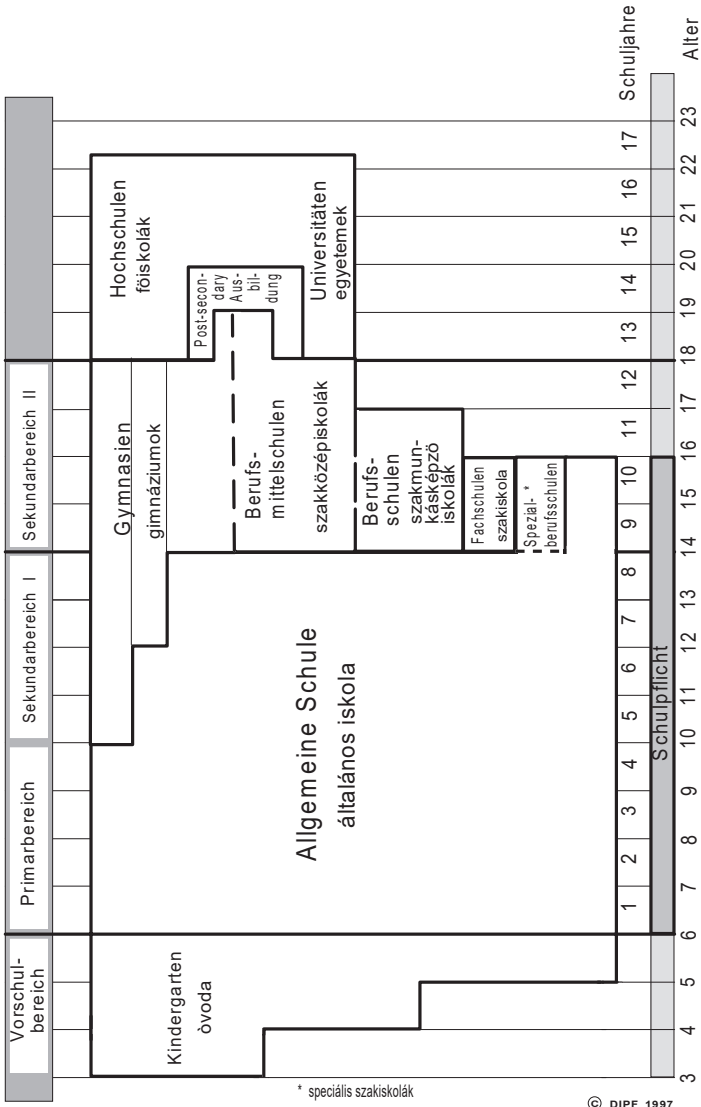 Vorschul-
bereich
Primarbereich
Sekundarbereich I
Sekundarbereich II
Kindergarten
òvoda
Allgemeine Schule
általános iskola
Gymnasien
gimnáziumok
Berufs-
mittelschulen
szakközépiskolák
Berufs-
schulen
szakmun-
kásképzö
iskolák
Fachschulen
szakiskola
Spezial- *
berufsschulen
Hochschulen
föiskolák
Post-secon-
dary
Aus-
bil-
dung
Universitäten
egyetemek
1 2 3 4 5 6 7 8 9 10 11 12 13 14 15 16 17 Schuljahre
Schulpflicht
3 4 5 6 7 8 9 10 11 12 13 14 15 16 17 18 19 20 21 22 23 Alter
* speciális szakiskolák
© DIPF 1997